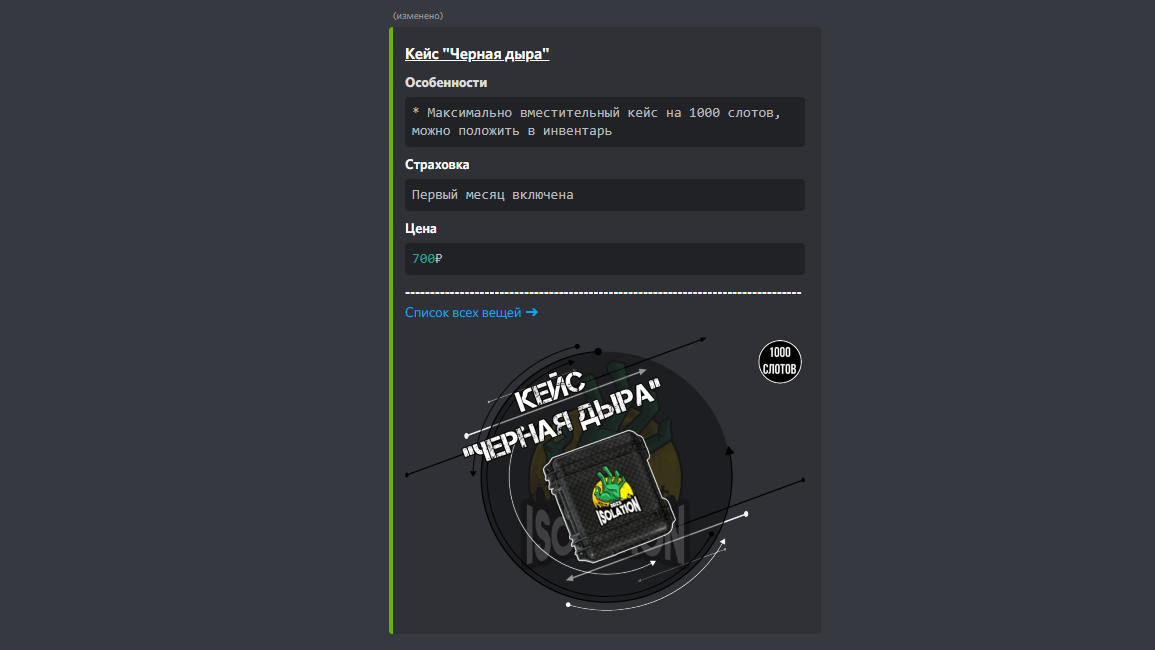 (изменено)
Кейс "Черная дыра"
Особенности
* Максимально вместительный кейс на 1000 слотов,
можно положить в инвентарь
Страховка
Первый месяц включена
Цена
700₽
--------------------------------------------------------------------------------
Список всех вещей ➔
1000
СЛОТОВ
КЕЙС
"ЧЕРНАЯ ДЫРА"
ISOLATION
ISOLATION